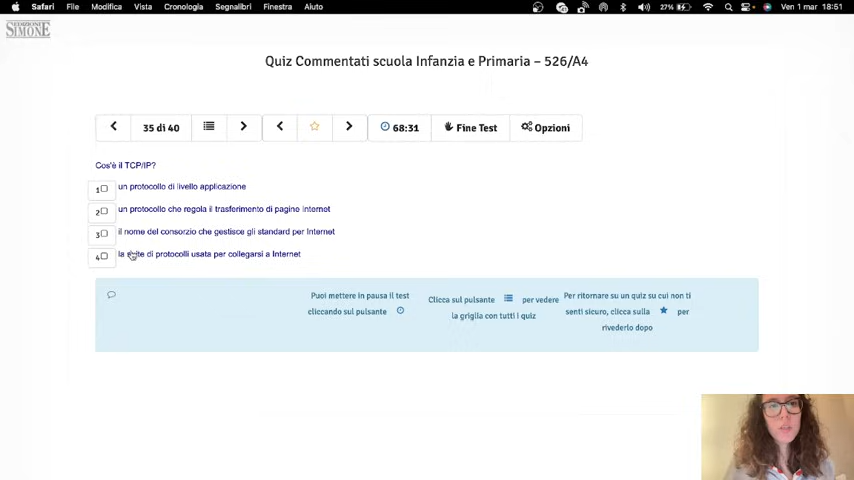 Safari File Modifica Vista Cronologia Segnalibri Finestra Aiuto 27% Ven 1 mar 18:51
EDIZIONI
SIMONE
Quiz Commentati scuola Infanzia e Primaria – 526/A4
35 di 40 68:31 Fine Test Opzioni
Cos'è il TCP/IP?
1 un protocollo di livello applicazione
2 un protocollo che regola il trasferimento di pagine internet
3 il nome del consorzio che gestisce gli standard per Internet
4 la suite di protocolli usata per collegarsi a Internet
Puoi mettere in pausa il test
cliccando sul pulsante
Clicca sul pulsante per vedere
la griglia con tutti i quiz
Per ritornare su un quiz su cui non ti
senti sicuro, clicca sulla per
rivederlo dopo